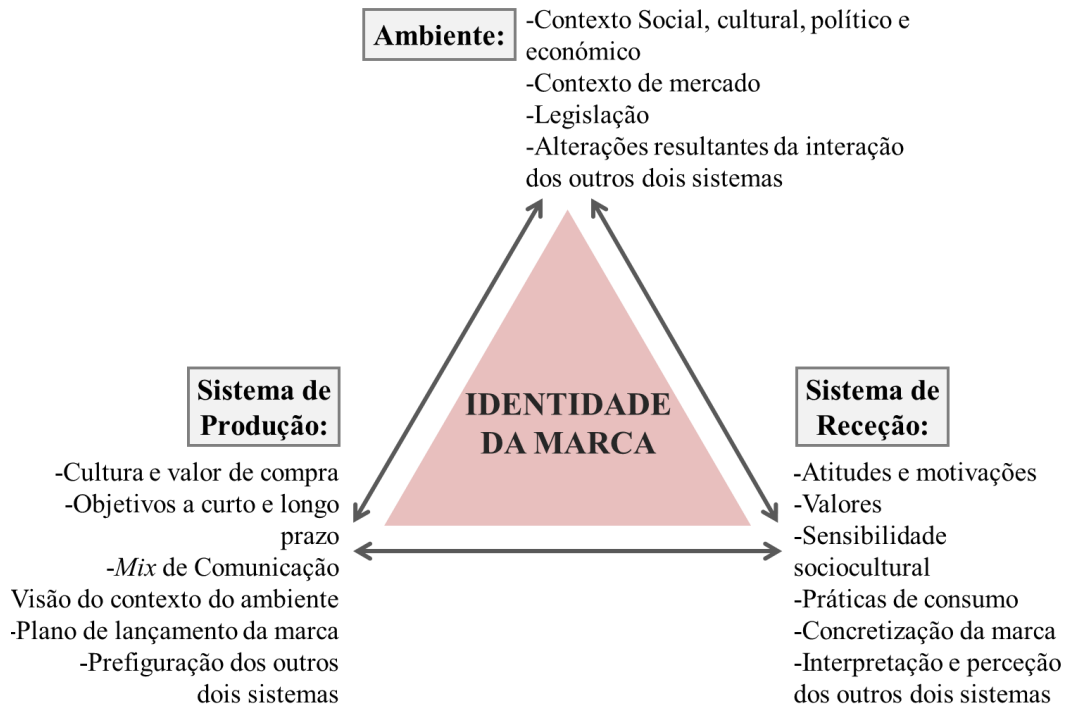 Ambiente:
-Contexto Social, cultural, político e
económico
-Contexto de mercado
-Legislação
-Alterações resultantes da interação
dos outros dois sistemas
IDENTIDADE
DA MARCA
Sistema de
Produção:
-Cultura e valor de compra
-Objetivos a curto e longo
prazo
-Mix de Comunicação
Visão do contexto do ambiente
-Plano de lançamento da marca
-Prefiguração dos outros
dois sistemas
Sistema de
Receção:
-Atitudes e motivações
-Valores
-Sensibilidade
sociocultural
-Práticas de consumo
-Concretização da marca
-Interpretação e perceção
dos outros dois sistemas